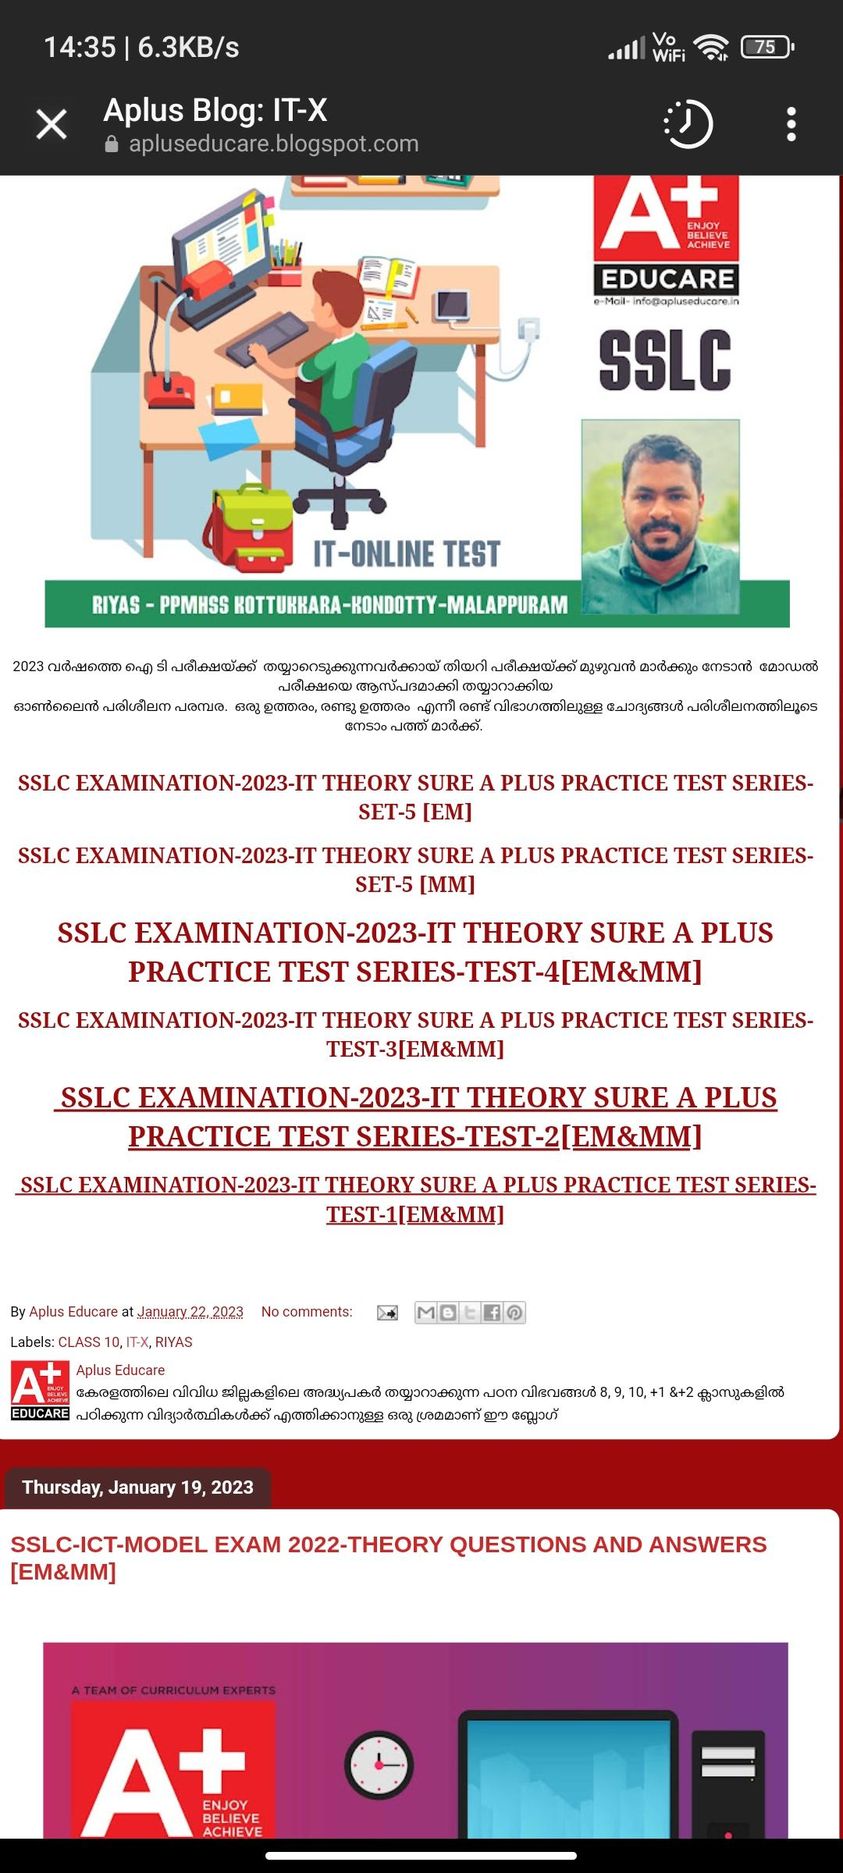 14:35 | 6.3KB/s
Vo
WiFi
75
Aplus Blog: IT-X
apluseducare.blogspot.com
A+
ENJOY
BELIEVE
ACHIEVE
EDUCARE
e-Mail- info@apluseducare.in
SSLC
IT-ONLINE TEST
RIYAS - PPMHSS KOTTUKKARA-KONDOTTY-MALAPPURAM
2023 വർഷത്തെ ഐ ടി പരീക്ഷയ്ക്ക് തയ്യാറെടുക്കുന്നവർക്കായ് തിയറി പരീക്ഷയ്ക്ക് മുഴുവൻ മാർക്കും നേടാൻ മോഡൽ
പരീക്ഷയെ ആസ്പദമാക്കി തയ്യാറാക്കിയ
ഓൺലൈൻ പരിശീലന പരമ്പര. ഒരു ഉത്തരം, രണ്ടു ഉത്തരം എന്നീ രണ്ട് വിഭാഗത്തിലുള്ള ചോദ്യങ്ങൾ പരിശീലനത്തിലൂടെ
നേടാം പത്ത് മാർക്ക്.
SSLC EXAMINATION-2023-IT THEORY SURE A PLUS PRACTICE TEST SERIES-
SET-5 [EM]
SSLC EXAMINATION-2023-IT THEORY SURE A PLUS PRACTICE TEST SERIES-
SET-5 [MM]
SSLC EXAMINATION-2023-IT THEORY SURE A PLUS
PRACTICE TEST SERIES-TEST-4[EM&MM]
SSLC EXAMINATION-2023-IT THEORY SURE A PLUS PRACTICE TEST SERIES-
TEST-3[EM&MM]
SSLC EXAMINATION-2023-IT THEORY SURE A PLUS
PRACTICE TEST SERIES-TEST-2[EM&MM]
SSLC EXAMINATION-2023-IT THEORY SURE A PLUS PRACTICE TEST SERIES-
TEST-1[EM&MM]
By Aplus Educare at January 22, 2023 No comments:
Labels: CLASS 10, IT-X, RIYAS
A+
ENJOY
BELIEVE
ACHIEVE
EDUCARE
Aplus Educare
കേരളത്തിലെ വിവിധ ജില്ലകളിലെ അദ്ധ്യപകർ തയ്യാറാക്കുന്ന പഠന വിഭവങ്ങൾ 8, 9, 10, +1 &+2 ക്ലാസുകളിൽ
പഠിക്കുന്ന വിദ്യാർത്ഥികൾക്ക് എത്തിക്കാനുള്ള ഒരു ശ്രമമാണ് ഈ ബ്ലോഗ്
Thursday, January 19, 2023
SSLC-ICT-MODEL EXAM 2022-THEORY QUESTIONS AND ANSWERS
[EM&MM]
A TEAM OF CURRICULUM EXPERTS
A+
ENJOY
BELIEVE
ACHIEVE